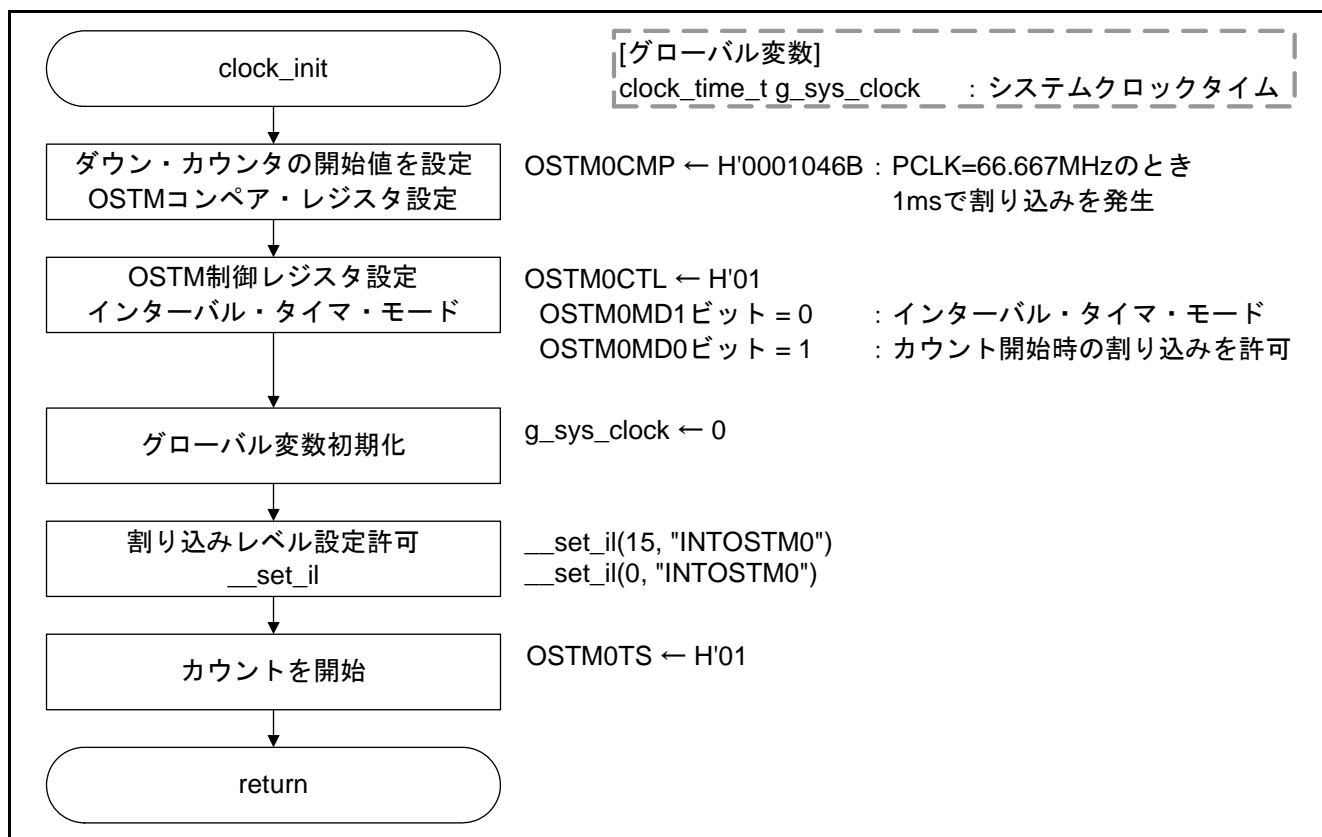 clock_init
[グローバル変数]
clock_time_t g_sys_clock : システムクロックタイム
ダウン・カウンタの開始値を設定
OSTMコンペア・レジスタ設定
OSTM0CMP ← H'0001046B : PCLK=66.667MHzのとき
1msで割り込みを発生
OSTM制御レジスタ設定
インターバル・タイマ・モード
OSTM0CTL ← H'01
OSTM0MD1ビット = 0 : インターバル・タイマ・モード
OSTM0MD0ビット = 1 : カウント開始時の割り込みを許可
グローバル変数初期化
g_sys_clock ← 0
割り込みレベル設定許可
__set_il
__set_il(15, "INTOSTM0")
__set_il(0, "INTOSTM0")
カウントを開始
OSTM0TS ← H'01
return